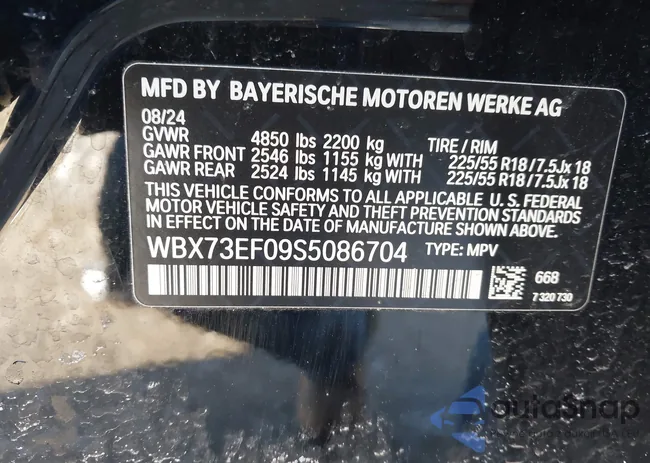 MFD BY BAYERISCHE MOTOREN WERKE AG
08/24
GVWR 4850 lbs 2200 kg TIRE / RIM
GAWR FRONT 2546 lbs 1155 kg WITH 225/55 R18/7.5Jx18
GAWR REAR 2524 lbs 1145 kg WITH 225/55 R18/7.5Jx18
THIS VEHICLE CONFORMS TO ALL APPLICABLE U. S. FEDERAL
MOTOR VEHICLE SAFETY AND THEFT PREVENTION STANDARDS
IN EFFECT ON THE DATE OF MANUFACTURE SHOWN ABOVE.
WBX73EF09S5086704 TYPE: MPV
668
7 320 730
AutoSnap